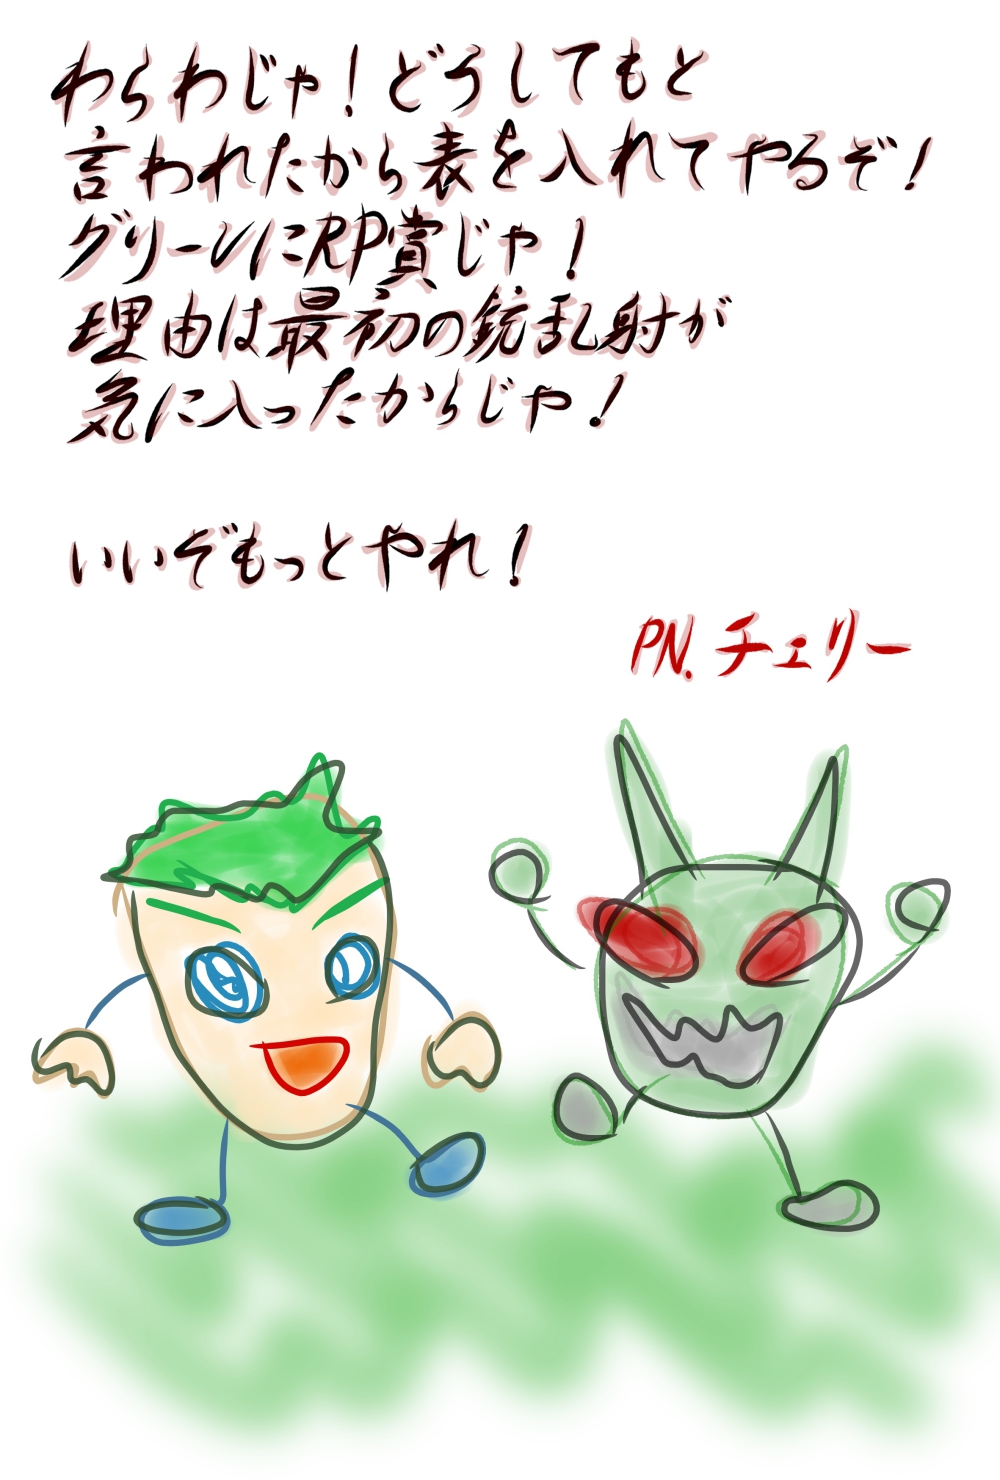 わらわじゃ！どうしてもと
言われたから表を入れてやるぞ！
グリーンにRP賞じゃ！
理由は最初の銃乱射が
気に入ったからじゃ！
いいぞもっとやれ！
PN.チェリー